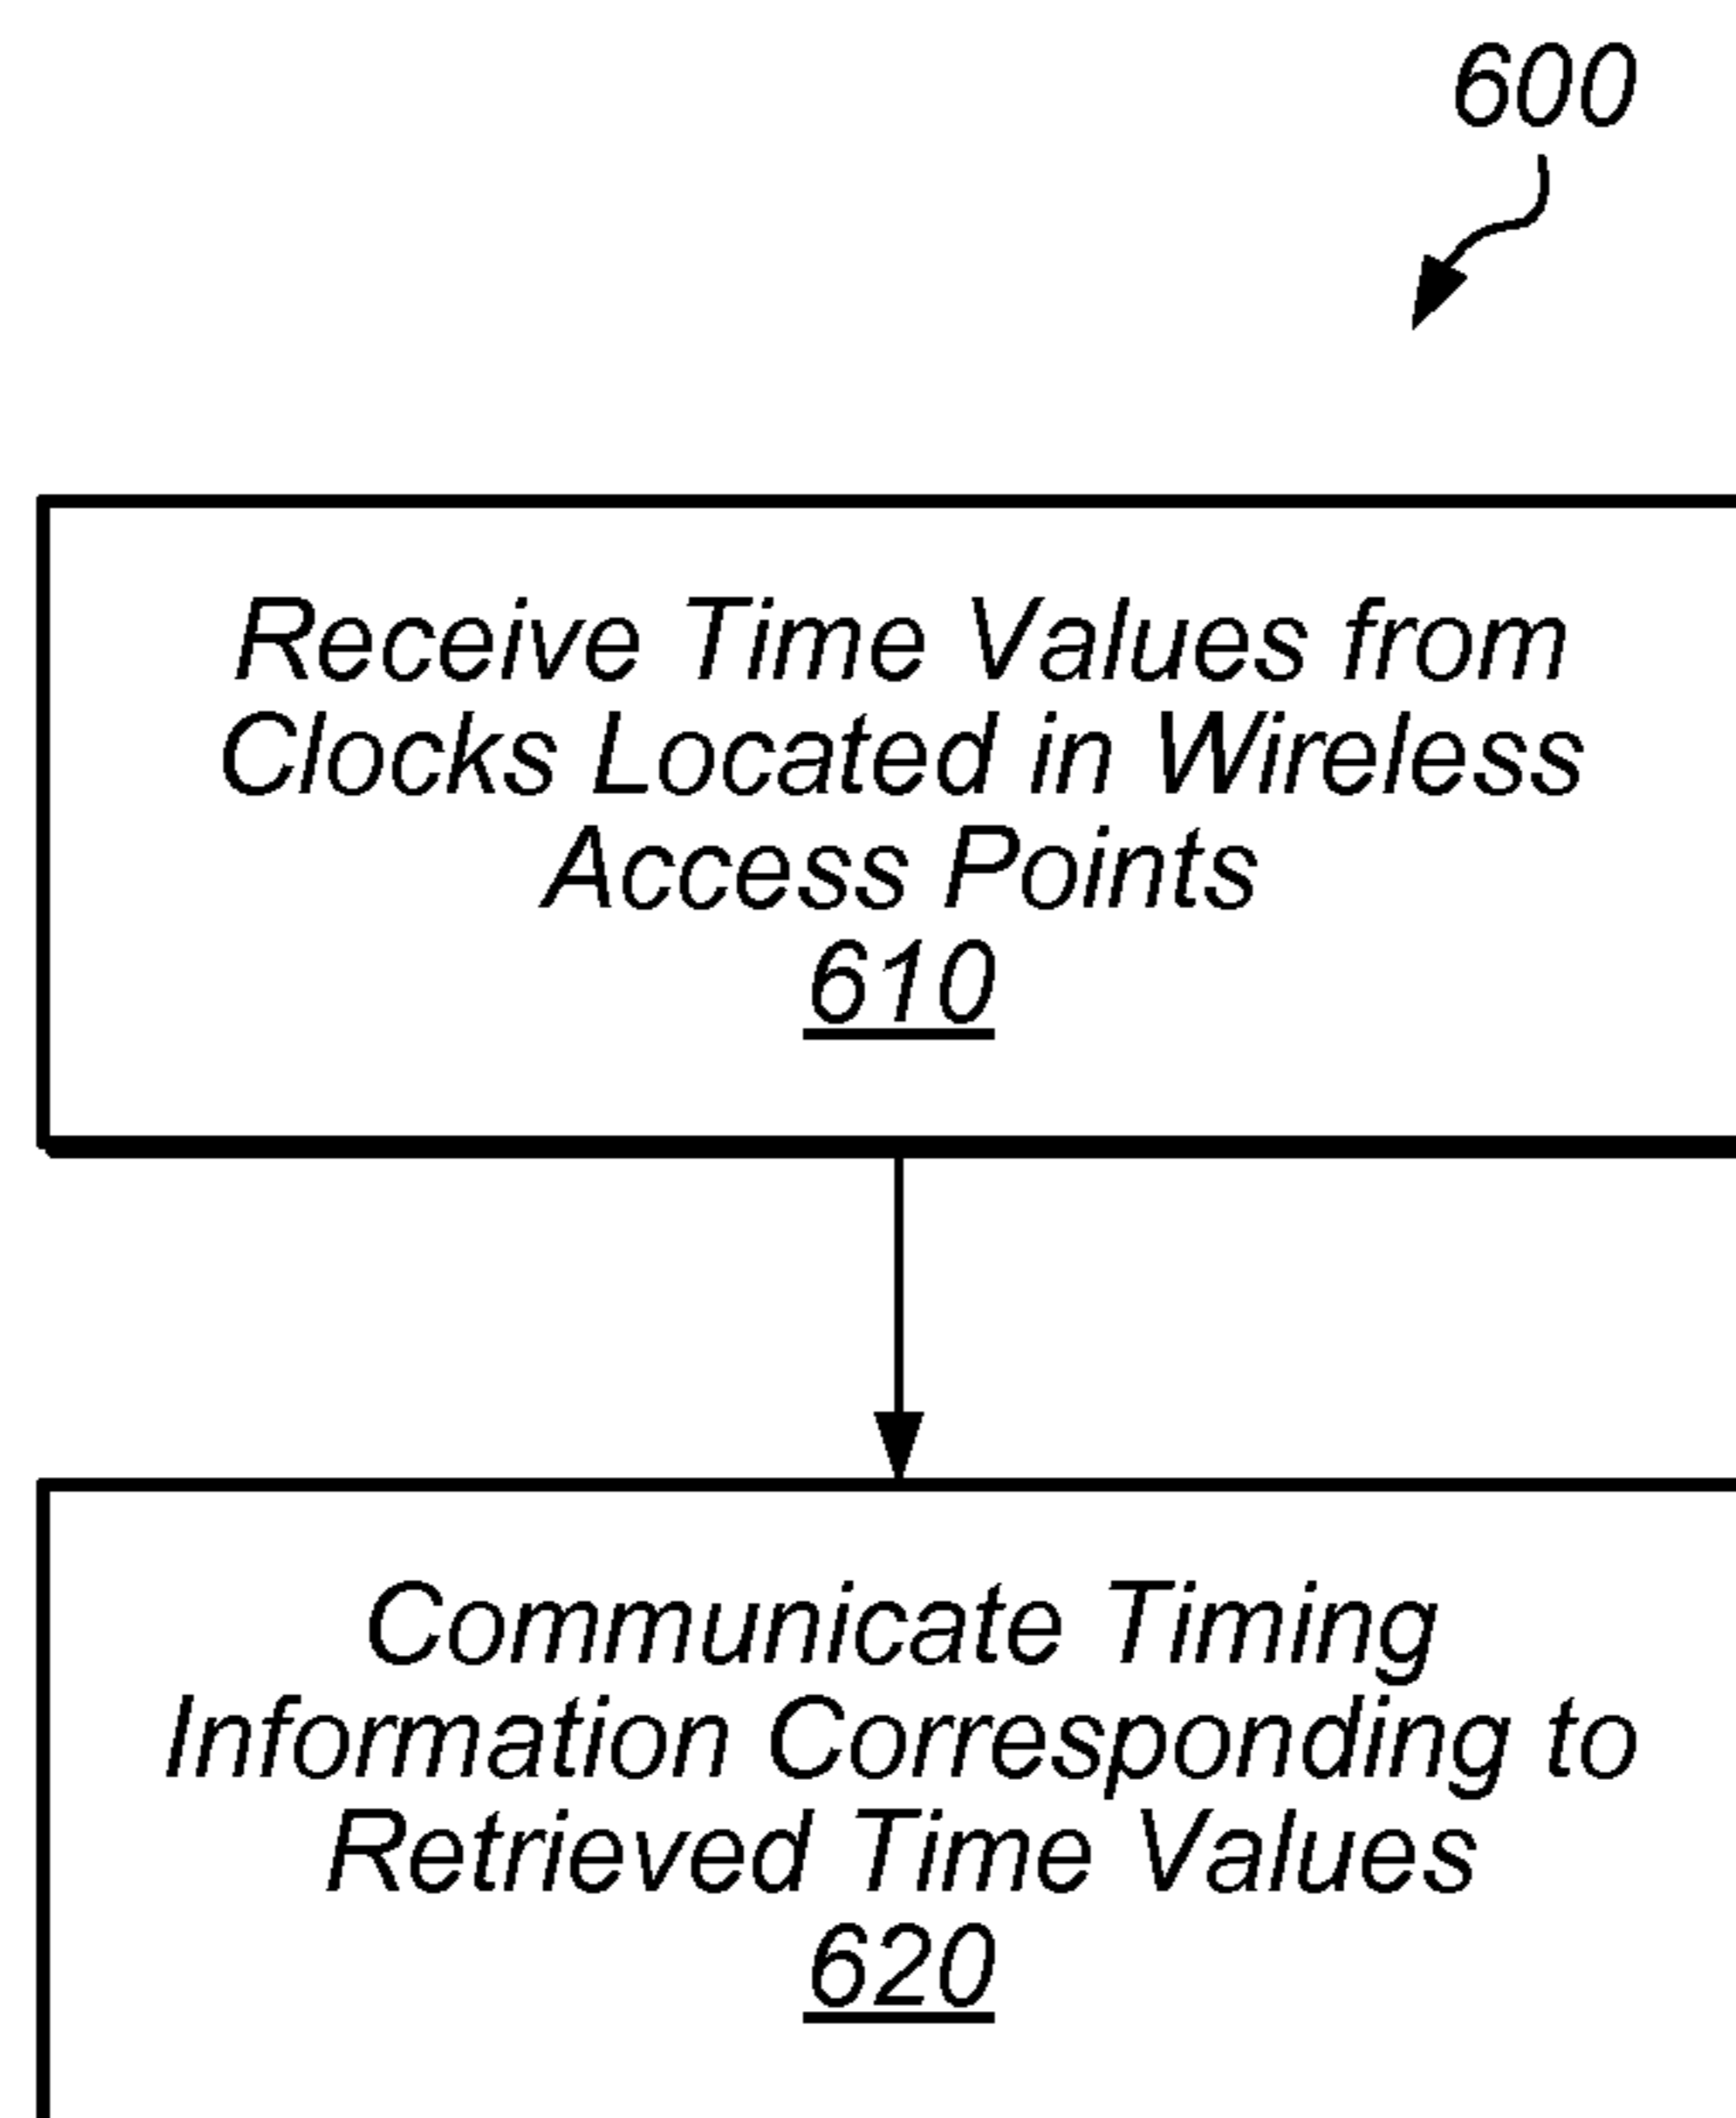 600
Receive Time Values from
Clocks Located in Wireless
Access Points
610
Communicate Timing
Information Corresponding to
Retrieved Time Values
620